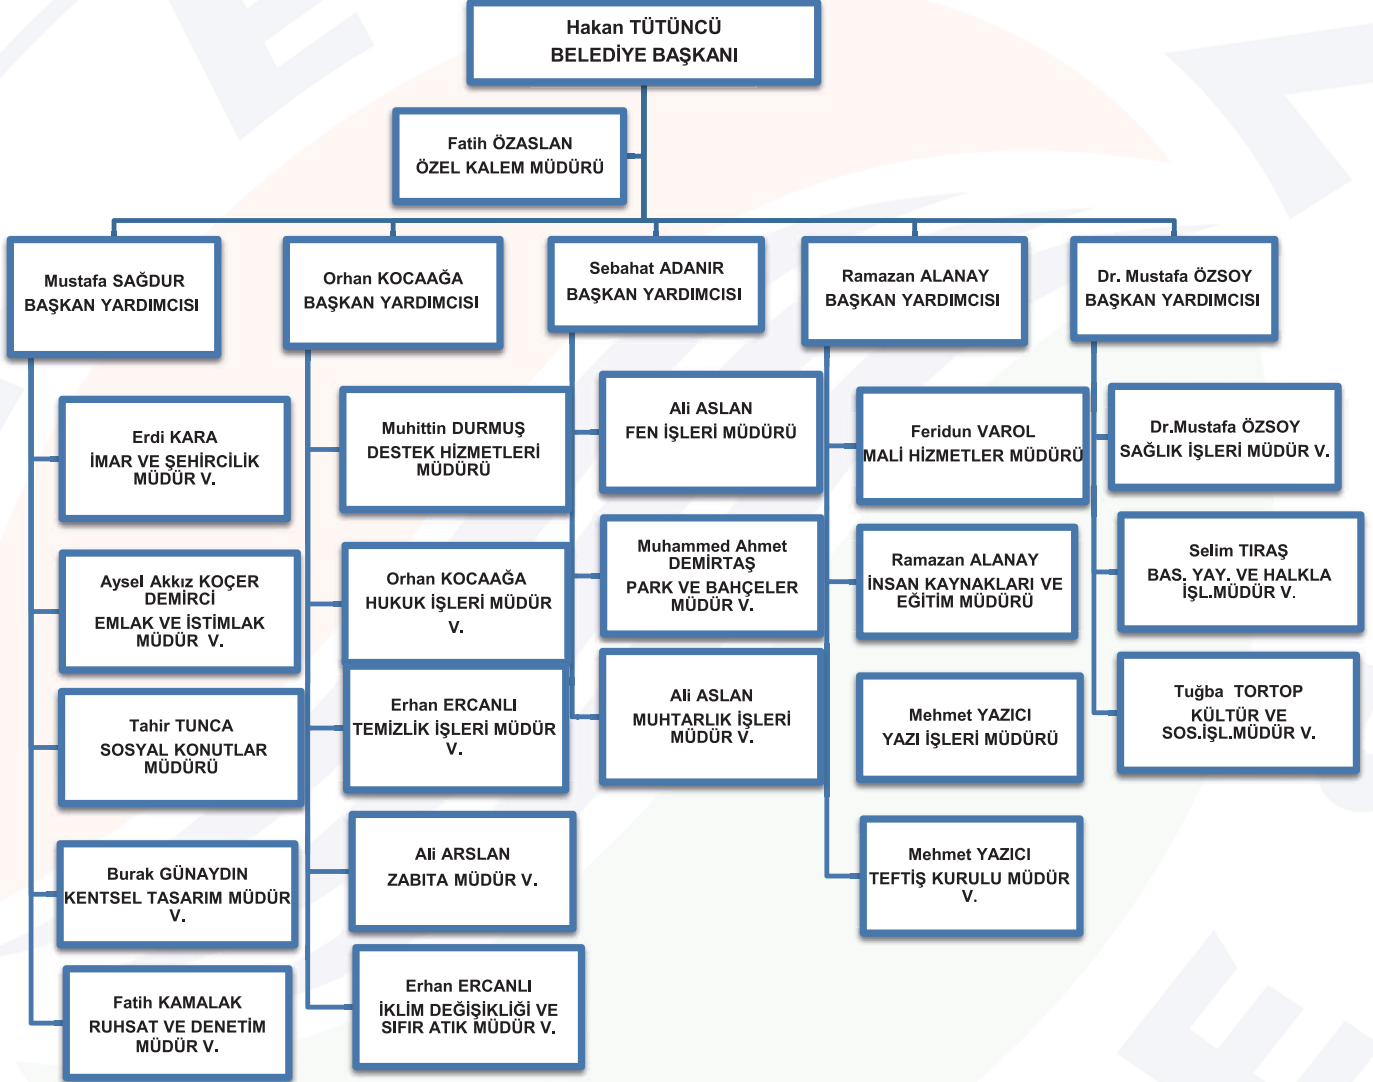 Hakan TÜTÜNCÜ
BELEDİYE BAŞKANI
Fatih ÖZASLAN
ÖZEL KALEM MÜDÜRÜ
Mustafa SAĞDUR
BAŞKAN YARDIMCISI
Orhan KOCAAĞA
BAŞKAN YARDIMCISI
Sebahat ADANIR
BAŞKAN YARDIMCISI
Ramazan ALANAY
BAŞKAN YARDIMCISI
Dr. Mustafa ÖZSOY
BAŞKAN YARDIMCISI
Erdi KARA
İMAR VE ŞEHİRCİLİK
MÜDÜR V.
Aysel Akkız KOÇER
DEMİRCİ
EMLAK VE İSTİMLAK
MÜDÜR V.
Tahir TUNCA
SOSYAL KONUTLAR
MÜDÜRÜ
Burak GÜNAYDIN
KENTSEL TASARIM MÜDÜR
V.
Fatih KAMALAK
RUHSAT VE DENETİM
MÜDÜR V.
Muhittin DURMUŞ
DESTEK HİZMETLERİ
MÜDÜRÜ
Orhan KOCAAĞA
HUKUK İŞLERİ MÜDÜR
V.
Erhan ERCANLI
TEMİZLİK İŞLERİ MÜDÜR
V.
Ali ARSLAN
ZABITA MÜDÜR V.
Erhan ERCANLI
İKLİM DEĞİŞİKLİĞİ VE
SIFIR ATIK MÜDÜR V.
Ali ASLAN
FEN İŞLERİ MÜDÜRÜ
Muhammed Ahmet
DEMİRTAŞ
PARK VE BAHÇELER
MÜDÜR V.
Ali ASLAN
MUHTARLIK İŞLERİ
MÜDÜR V.
Feridun VAROL
MALİ HİZMETLER MÜDÜRÜ
Ramazan ALANAY
İNSAN KAYNAKLARI VE
EĞİTİM MÜDÜRÜ
Mehmet YAZICI
YAZI İŞLERİ MÜDÜRÜ
Mehmet YAZICI
TEFTİŞ KURULU MÜDÜR
V.
Dr.Mustafa ÖZSOY
SAĞLIK İŞLERİ MÜDÜR V.
Selim TIRAŞ
BAS. YAY. VE HALKLA
İŞL.MÜDÜR V.
Tuğba TORTOP
KÜLTÜR VE
SOS.İŞL.MÜDÜR V.